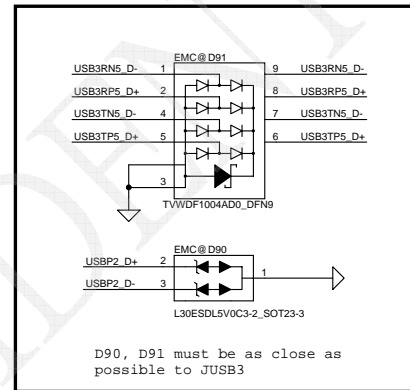 EMC@D91
USB3RN5_D- 1 9 USB3RN5_D-
USB3RP5_D+ 2 8 USB3RP5_D+
USB3TN5_D- 4 7 USB3TN5_D-
USB3TP5_D+ 5 6 USB3TP5_D+
3
TVWDF1004AD0_DFN9
EMC@D90
USBP2_D+ 2
1
USBP2_D- 3
L30ESDL5V0C3-2_SOT23-3
D90, D91 must be as close as
possible to JUSB3